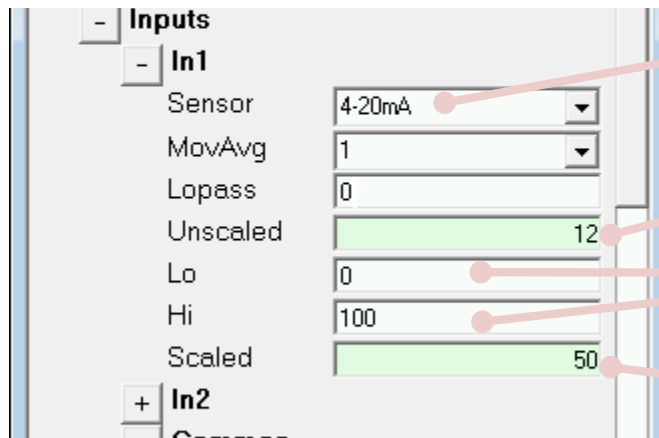 - Inputs
- In1
Sensor 4-20mA
MovAvg 1
Lopass 0
Unscaled 12
Lo 0
Hi 100
Scaled 50
+ In2